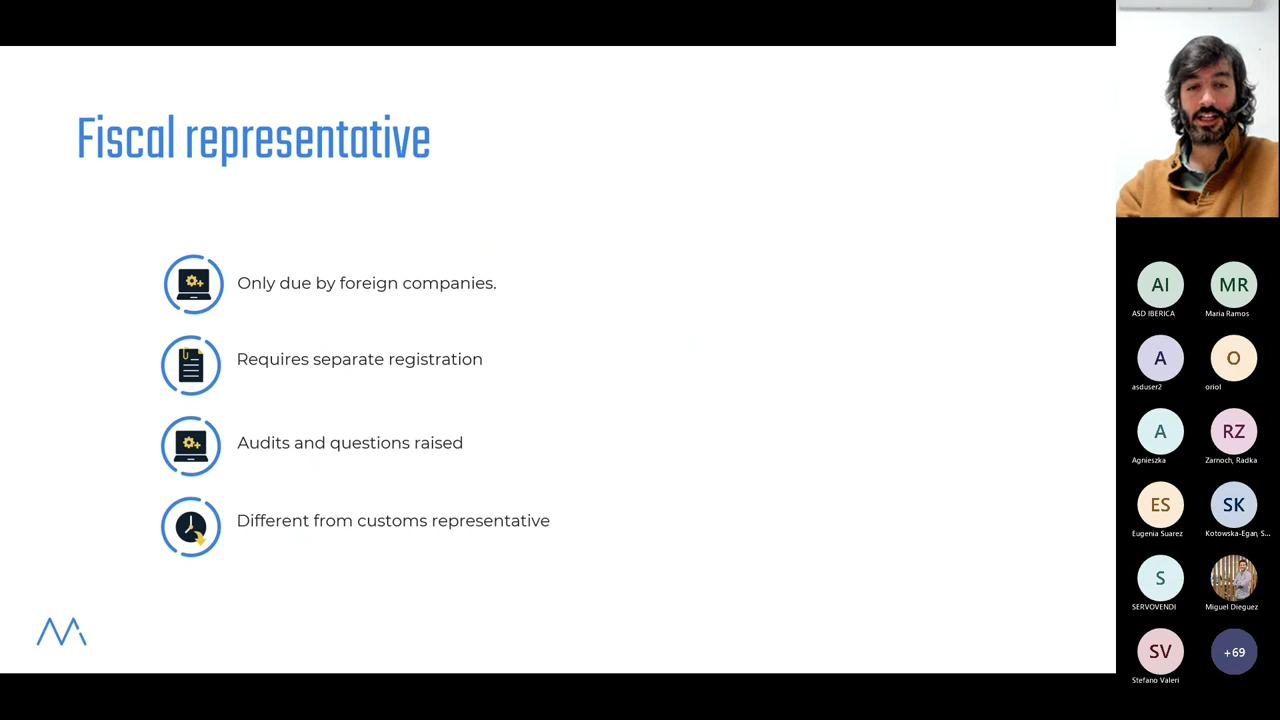 Fiscal representative
Only due by foreign companies.
Requires separate registration
Audits and questions raised
Different from customs representative
AI
MR
ASD IBERICA
Maria Ramos
A
O
asduser2
oriol
A
RZ
Agnieszka
Zarnoch, Radka
ES
SK
Eugenia Suarez
Kotowska-Egan, S...
S
SERVOVENDI
Miguel Dieguez
SV
+69
Stefano Valeri